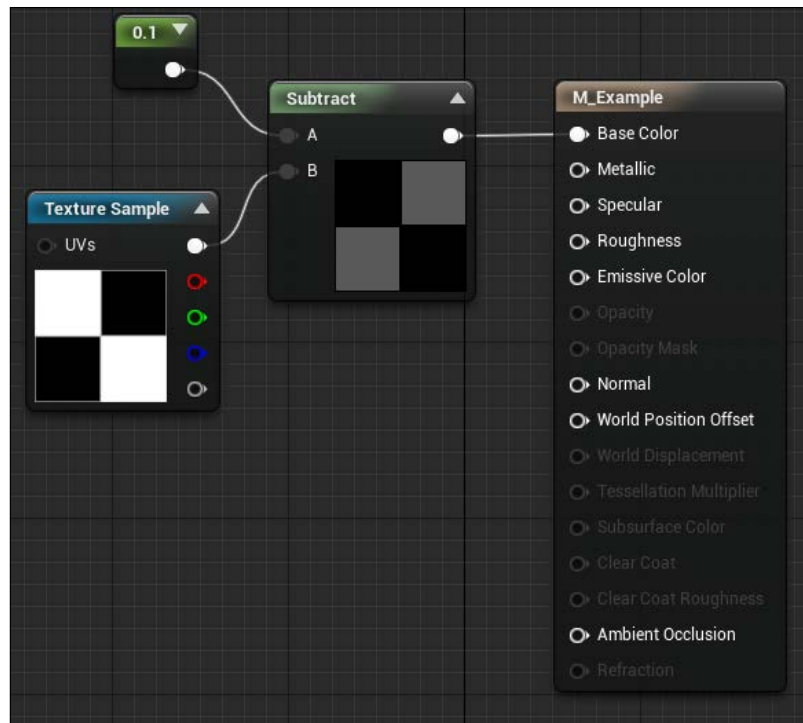 0.1
Subtract
A
B
Texture Sample
UVs
M_Example
Base Color
Metallic
Specular
Roughness
Emissive Color
Opacity
Opacity Mask
Normal
World Position Offset
World Displacement
Tessellation Multiplier
Subsurface Color
Clear Coat
Clear Coat Roughness
Ambient Occlusion
Refraction